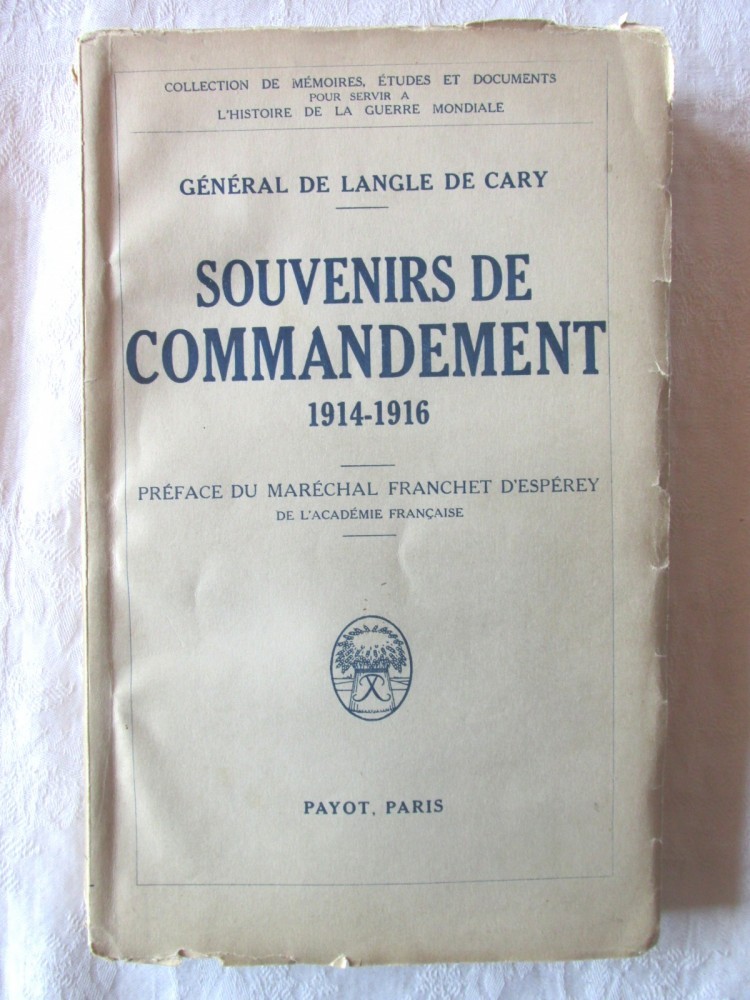 COLLECTION DE MÉMOIRES, ÉTUDES ET DOCUMENTS
POUR SERVIR A
L'HISTOIRE DE LA GUERRE MONDIALE
GÉNÉRAL DE LANGLE DE CARY
SOUVENIRS DE
COMMANDEMENT
1914-1916
PRÉFACE DU MARÉCHAL FRANCHET D'ESPÉREY
DE L'ACADÉMIE FRANÇAISE
PAYOT, PARIS